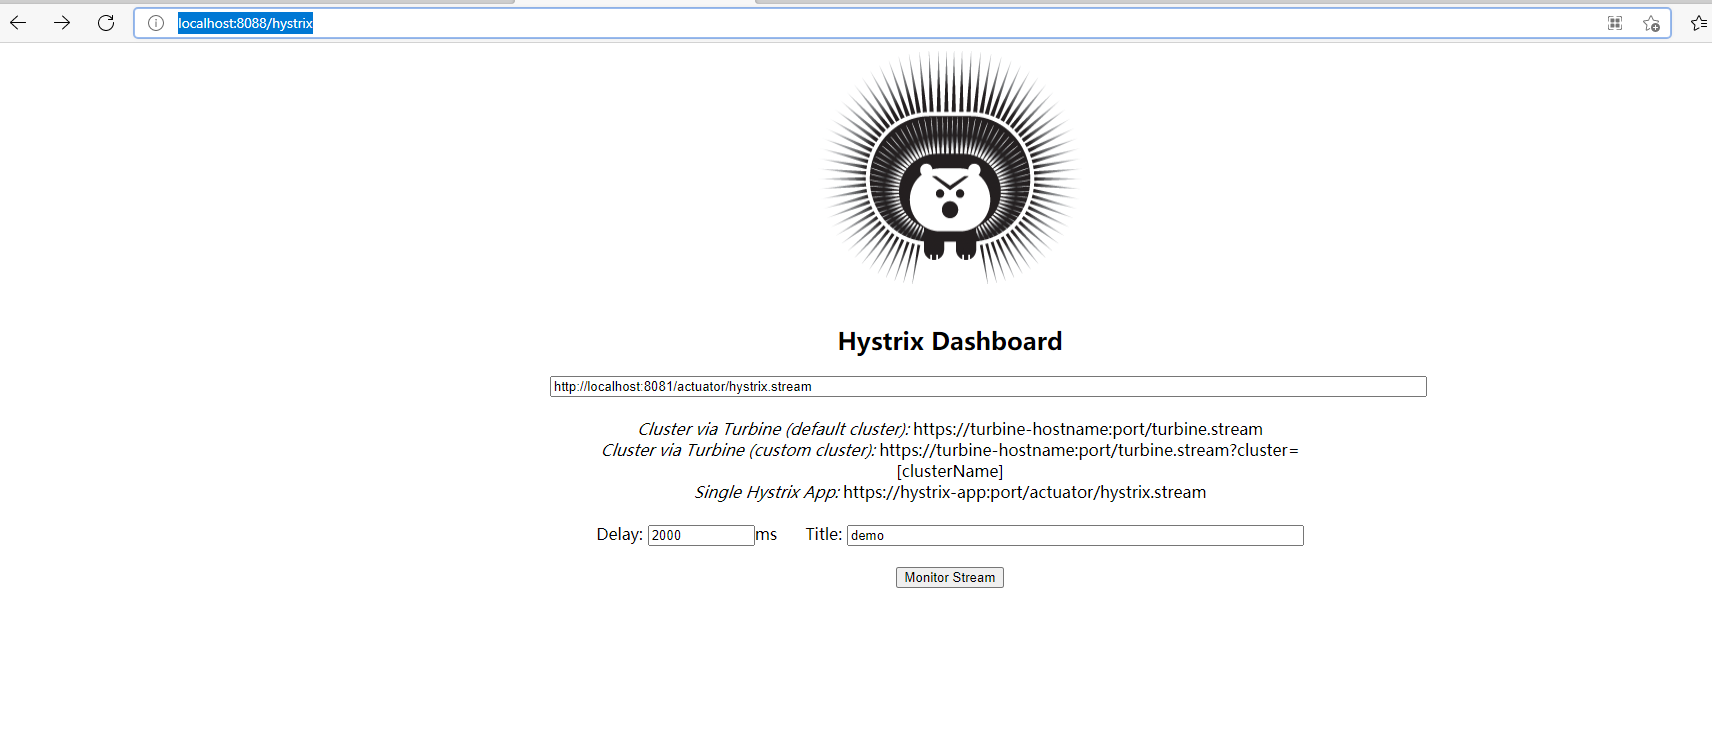 localhost:8088/hystrix
Hystrix Dashboard
http://localhost:8081/actuator/hystrix.stream
Cluster via Turbine (default cluster): https://turbine-hostname:port/turbine.stream
Cluster via Turbine (custom cluster): https://turbine-hostname:port/turbine.stream?cluster=
[clusterName]
Single Hystrix App: https://hystrix-app:port/actuator/hystrix.stream
Delay: 2000 ms Title: demo
Monitor Stream